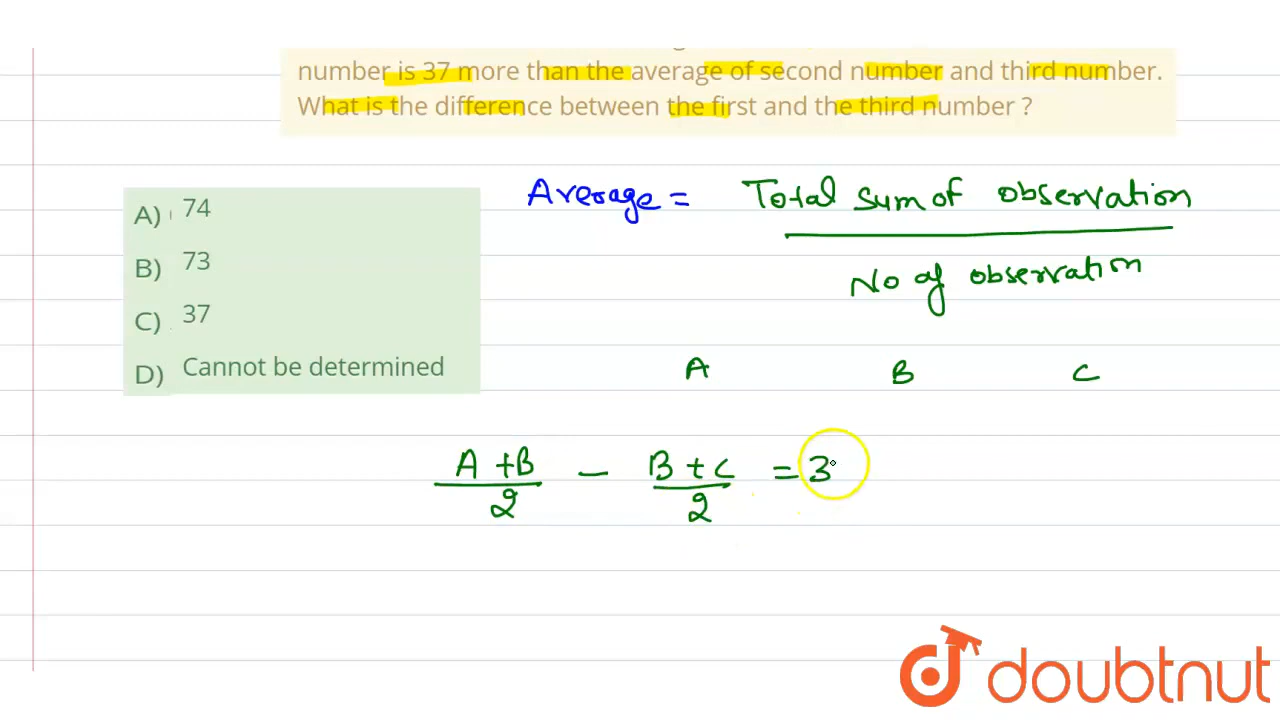 number is 37 more than the average of second number and third number.
What is the difference between the first and the third number ?
A) 74
B) 73
C) 37
D) Cannot be determined
Average = Total sum of observation
No of observation
A B C
A + B - B + C = 3
2 2
doubtnut